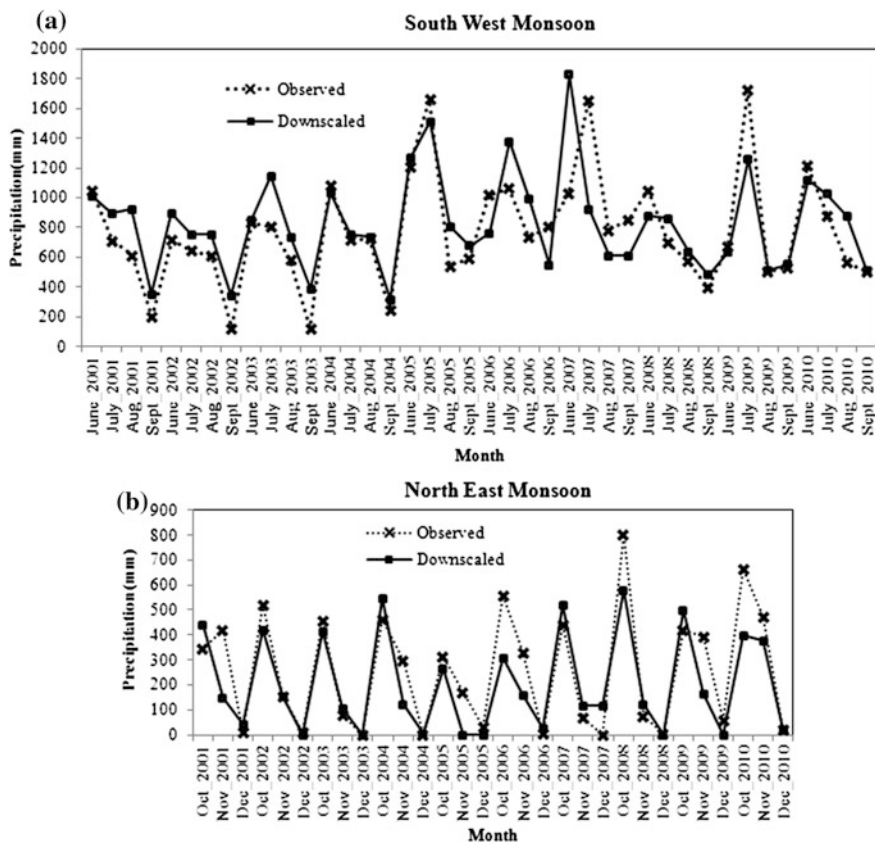 (a)
South West Monsoon
2000
1800
1600
1400
1200
1000
800
600
400
200
0
Precipitation(mm)
Observed
Downscaled
June 2001
July 2001
Aug 2001
Sept 2001
June 2002
July 2002
Aug 2002
Sept 2002
June 2003
July 2003
Aug 2003
Sept 2003
June 2004
July 2004
Aug 2004
Sept 2004
June 2005
July 2005
Aug 2005
Sept 2005
June 2006
July 2006
Aug 2006
Sept 2006
June 2007
July 2007
Aug 2007
Sept 2007
June 2008
July 2008
Aug 2008
Sept 2008
June 2009
July 2009
Aug 2009
Sept 2009
June 2010
July 2010
Aug 2010
Sept 2010
Month
(b)
North East Monsoon
900
800
700
600
500
400
300
200
100
0
Precipitation (mm)
Observed
Downscaled
Oct 2001
Nov 2001
Dec 2001
Oct 2002
Nov 2002
Dec 2002
Oct 2003
Nov 2003
Dec 2003
Oct 2004
Nov 2004
Dec 2004
Oct 2005
Nov 2005
Dec 2005
Oct 2006
Nov 2006
Dec 2006
Oct 2007
Nov 2007
Dec 2007
Oct 2008
Nov 2008
Dec 2008
Oct 2009
Nov 2009
Dec 2009
Oct 2010
Nov 2010
Dec 2010
Month